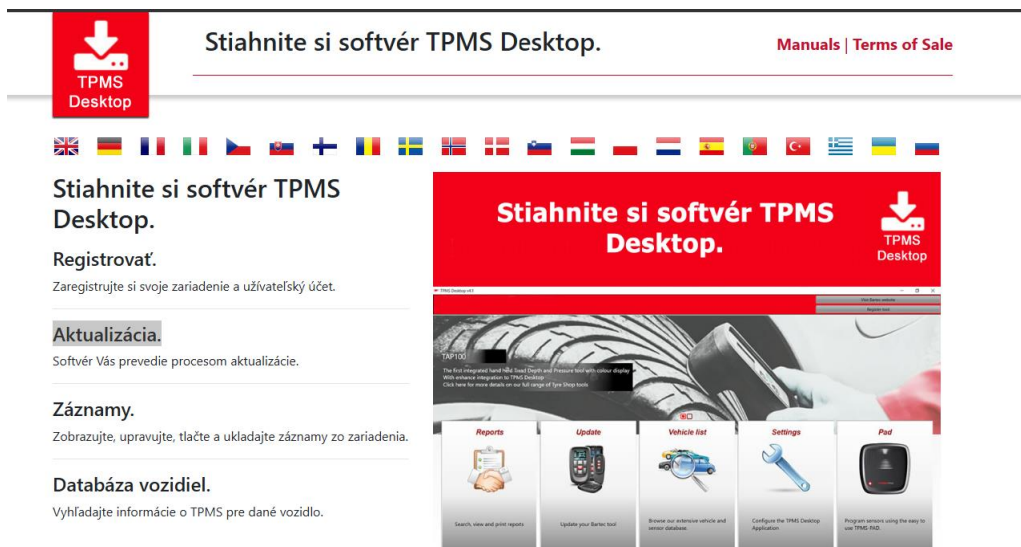 TPMS
Desktop
Stiahnite si softvér TPMS Desktop.
Manuals | Terms of Sale
Stiahnite si softvér TPMS
Desktop.
Registrovať.
Zaregistrujte si svoje zariadenie a užívateľský účet.
Aktualizácia.
Softvér Vás prevedie procesom aktualizácie.
Záznamy.
Zobrazujte, upravujte, tlačte a ukladajte záznamy zo zariadenia.
Databáza vozidiel.
Vyhľadajte informácie o TPMS pre dané vozidlo.
Stiahnite si softvér TPMS
Desktop.
TPMS
Desktop
Visit Bartec website
Register tool
TAP100
The first integrated hand held Tread Depth and Pressure tool with colour display
With enhance integration to TPMS Desktop
Click here for more details on our full range of Tyre Shop tools
Reports
Search, view and print reports
Update
Update your Bartec tool
Vehicle list
Browse our extensive vehicle and
sensor database.
Settings
Configure the TPMS Desktop
Application.
Pad
Program sensors using the easy to
use TPMS-PAD.